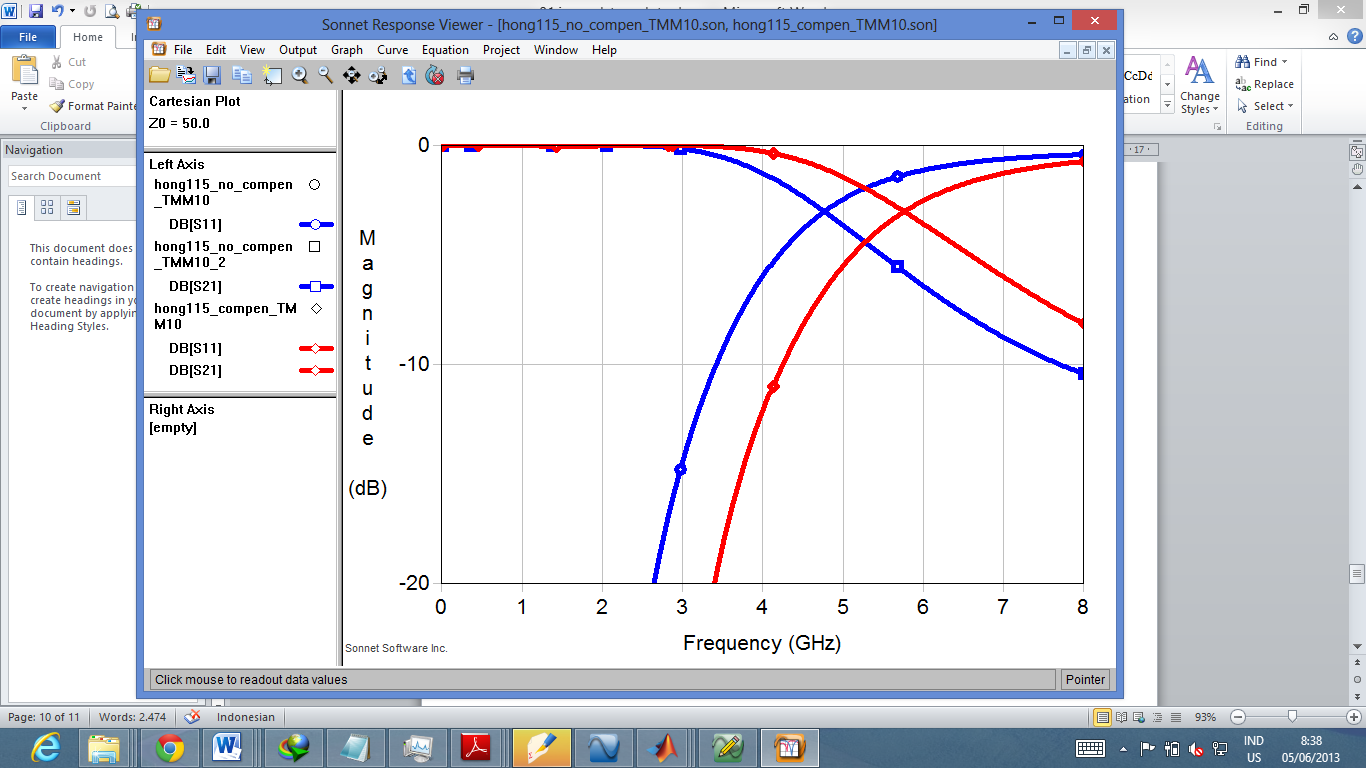 Sonnet Response Viewer - [hong115_no_compen_TMM10.son, hong115_compen_TMM10.son]
File
Home
File Edit View Output Graph Curve Equation Project Window Help
Paste
Cut
Copy
Format Painte
Clipboard
Change
Styles
Find
Replace
Select
Editing
Navigation
Search Document
This document does
contain headings.
To create navigation
create headings in yo
document by applyin
Heading Styles.
Cartesian Plot
Z0 = 50.0
Left Axis
hong115_no_compen
_TMM10
DB[S11]
hong115_no_compen
_TMM10_2
DB[S21]
hong115_compen_TM
M10
DB[S11]
DB[S21]
Right Axis
[empty]
Magnitude
(dB)
0
-10
-20
0 1 2 3 4 5 6 7 8
Frequency (GHz)
Sonnet Software Inc.
17
Click mouse to readout data values
Pointer
Page: 10 of 11
Words: 2.474
Indonesian
93%
IND
US
8:38
05/06/2013